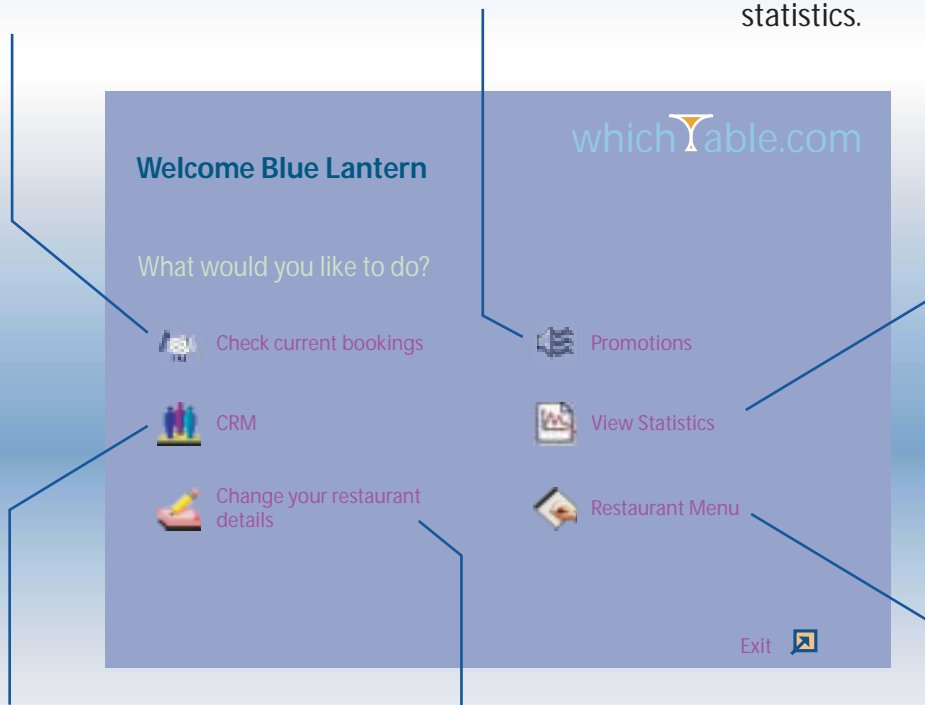 statistics.
whichTable.com
Welcome Blue Lantern
What would you like to do?
Check current bookings
Promotions
CRM
View Statistics
Change your restaurant
details
Restaurant Menu
Exit